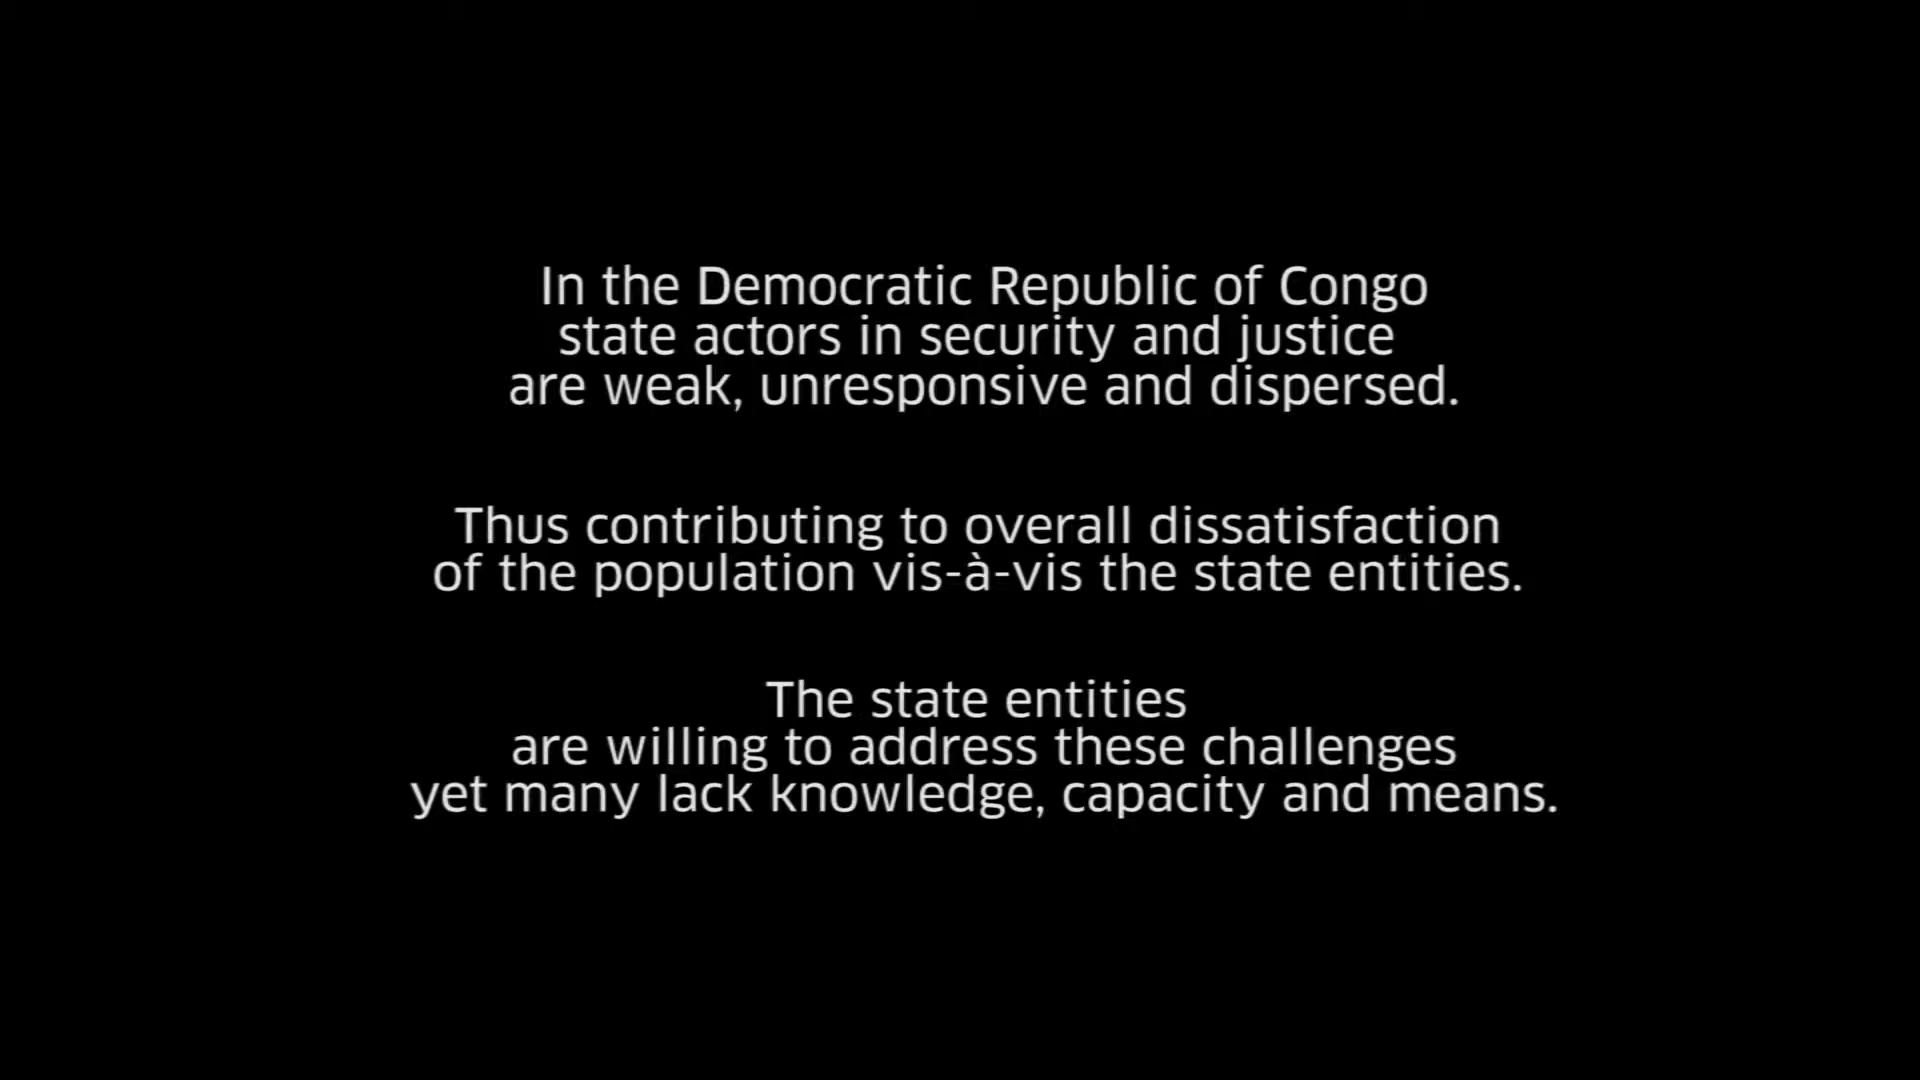 In the Democratic Republic of Congo
state actors in security and justice
are weak, unresponsive and dispersed.
Thus contributing to overall dissatisfaction
of the population vis-à-vis the state entities.
The state entities
are willing to address these challenges
yet many lack knowledge, capacity and means.